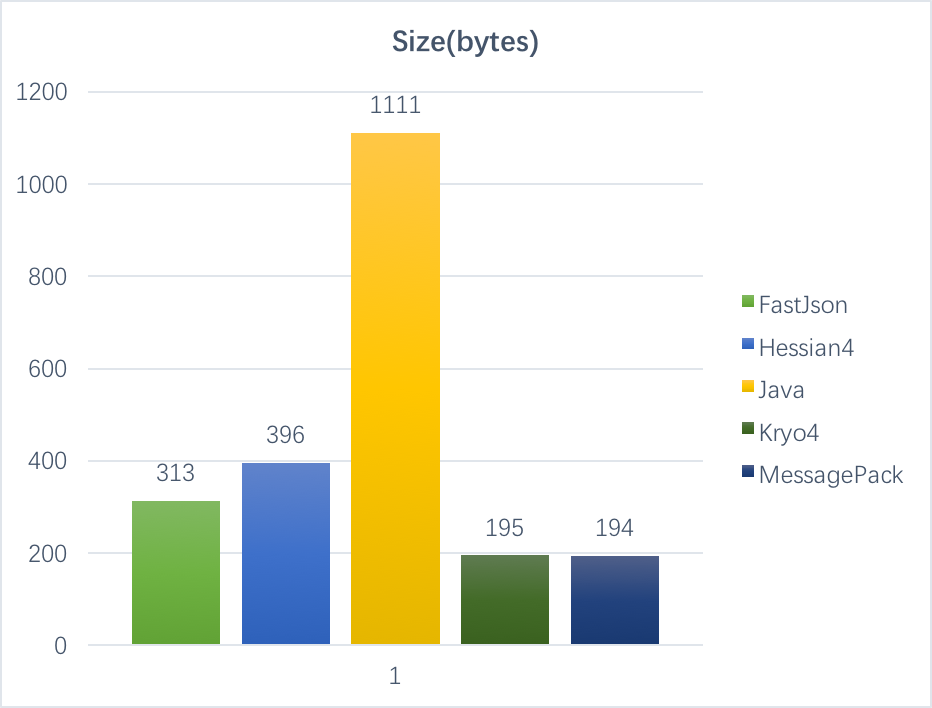 Size(bytes)
1200
1000
800
600
400
200
0
313
396
1111
195
194
1
FastJson
Hessian4
Java
Kryo4
MessagePack